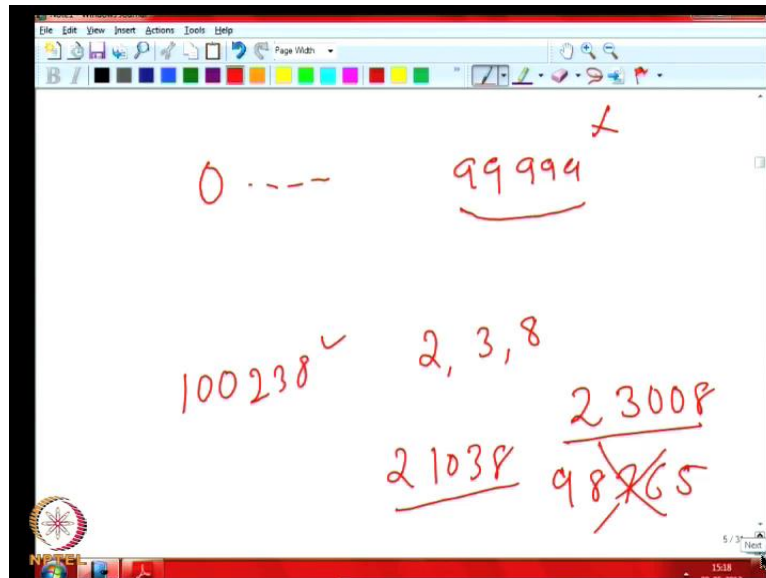 File Edit View Insert Actions Tools Help
Page Width
B I
x
0 ---- 99999
100238 ✓ 2, 3, 8
23008
21038 98765
5 / 3
Next
NPTEL
15:18